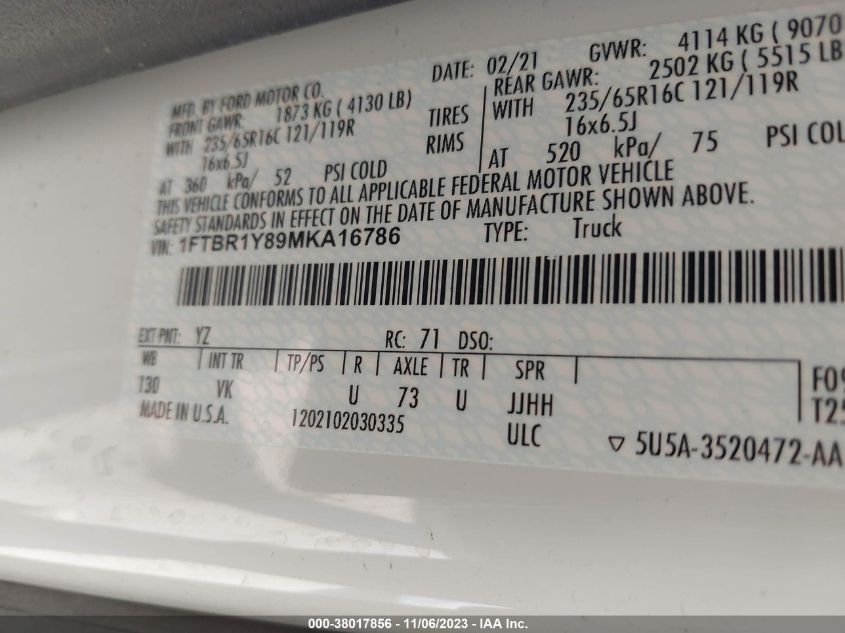 MFD. BY FORD MOTOR CO.
DATE: 02/21 GVWR: 4114 KG ( 9070
FRONT GAWR: 1873 KG ( 4130 LB)
REAR GAWR: 2502 KG ( 5515 LB
WITH 235/65R16C 121/119R TIRES
WITH 235/65R16C 121/119R
16x6.5J RIMS
16x6.5J
AT 360 kPa/ 52 PSI COLD
AT 520 kPa/ 75 PSI COL
THIS VEHICLE CONFORMS TO ALL APPLICABLE FEDERAL MOTOR VEHICLE
SAFETY STANDARDS IN EFFECT ON THE DATE OF MANUFACTURE SHOWN ABOVE.
VIN: 1FTBR1Y89MKA16786 TYPE: Truck
EXT PNT: YZ RC: 71 DSO:
WB INT TR TP/PS R AXLE TR SPR
T30 VK U 73 U JJHH
F09
T25
MADE IN U.S.A. 1202102030335 ULC
5U5A-3520472-AA
000-38017856 - 11/06/2023 - IAA Inc.